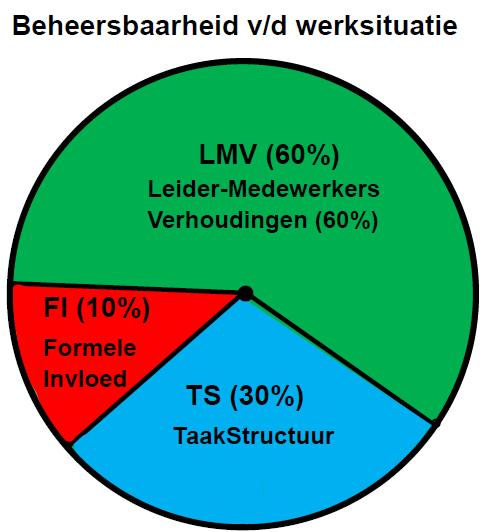 Beheersbaarheid v/d werksituatie
LMV (60%)
Leider-Medewerkers
Verhoudingen (60%)
FI (10%)
Formele
Invloed
TS (30%)
TaakStructuur